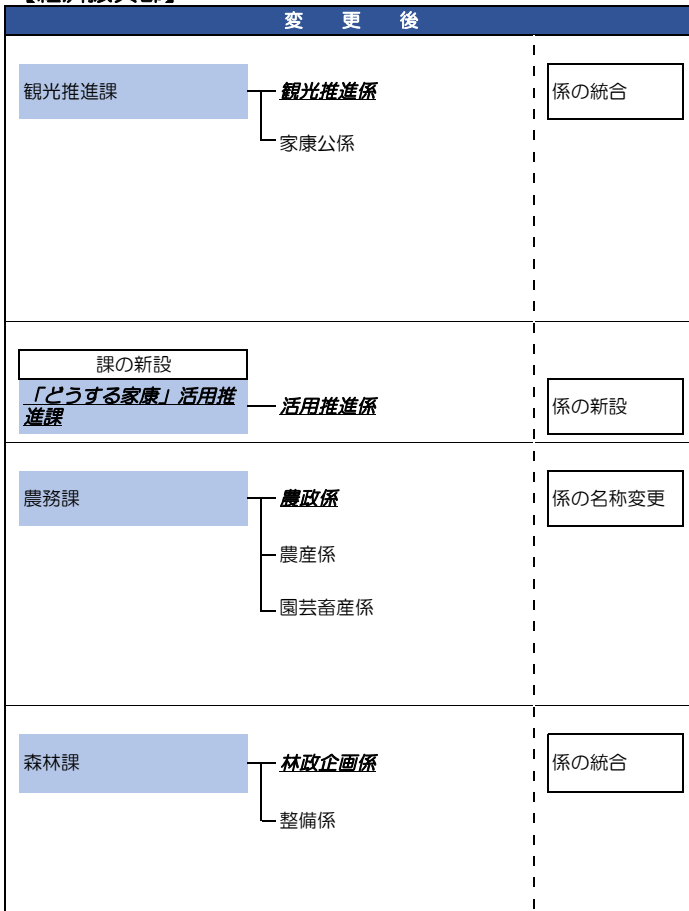 変 更 後
観光推進課
観光推進係
係の統合
家康公係
課の新設
「どうする家康」活用推
進課
活用推進係
係の新設
農務課
農政係
係の名称変更
農産係
園芸畜産係
森林課
林政企画係
係の統合
整備係